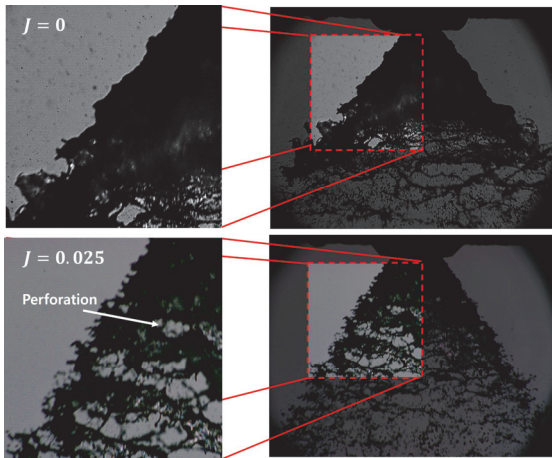 J = 0
J = 0.025
Perforation